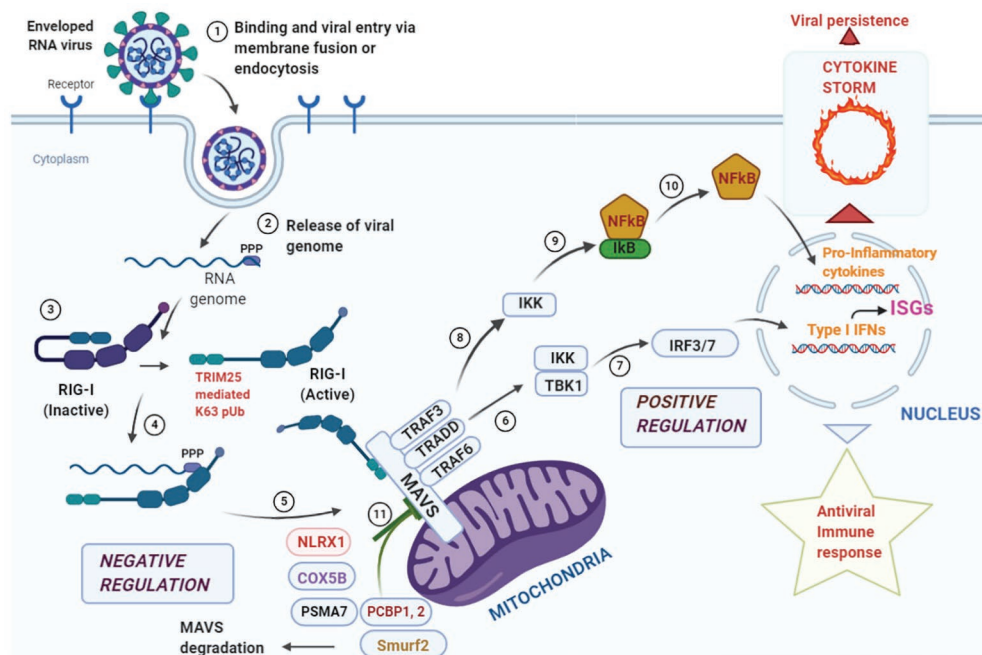 Enveloped
RNA virus
1
Binding and viral entry via
membrane fusion or
endocytosis
Receptor
Cytoplasm
2
Release of viral
genome
PPP
RNA
genome
3
RIG-I
(Inactive)
TRIM25
mediated
K63 pUb
RIG-I
(Active)
4
PPP
5
NEGATIVE
REGULATION
MAVS
degradation
NLRX1
COX5B
PSMA7
PCBP1, 2
Smurf2
11
MAVS
TRAF3
TRADD
TRAF6
MITOCHONDRIA
6
IKK
TBK1
7
IRF3/7
POSITIVE
REGULATION
8
IKK
9
NFkB
IkB
10
NFkB
Viral persistence
CYTOKINE
STORM
Pro-Inflammatory
cytokines
ISGs
Type I IFNs
NUCLEUS
Antiviral
Immune
response